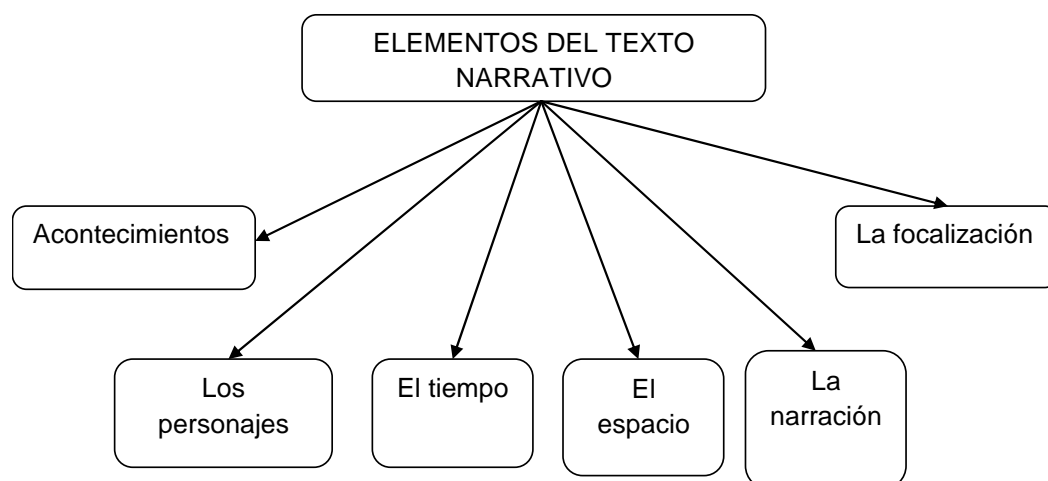 ELEMENTOS DEL TEXTO
NARRATIVO
Acontecimientos
La focalización
Los
personajes
El tiempo
El
espacio
La
narración